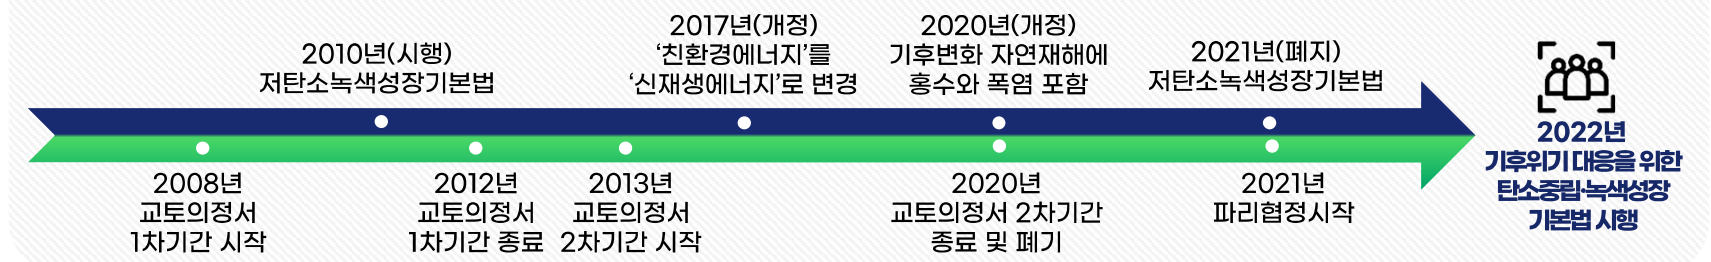 2010년(시행)
저탄소녹색성장기본법
2017년(개정)
‘친환경에너지’를
‘신재생에너지’로 변경
2020년(개정)
기후변화 자연재해에
홍수와 폭염 포함
2021년(폐지)
저탄소녹색성장기본법
2008년
교토의정서
1차기간 시작
2012년
교토의정서
1차기간 종료
2013년
교토의정서
2차기간 시작
2020년
교토의정서 2차기간
종료 및 폐기
2021년
파리협정시작
2022년
기후위기 대응을 위한
탄소중립·녹색성장
기본법 시행